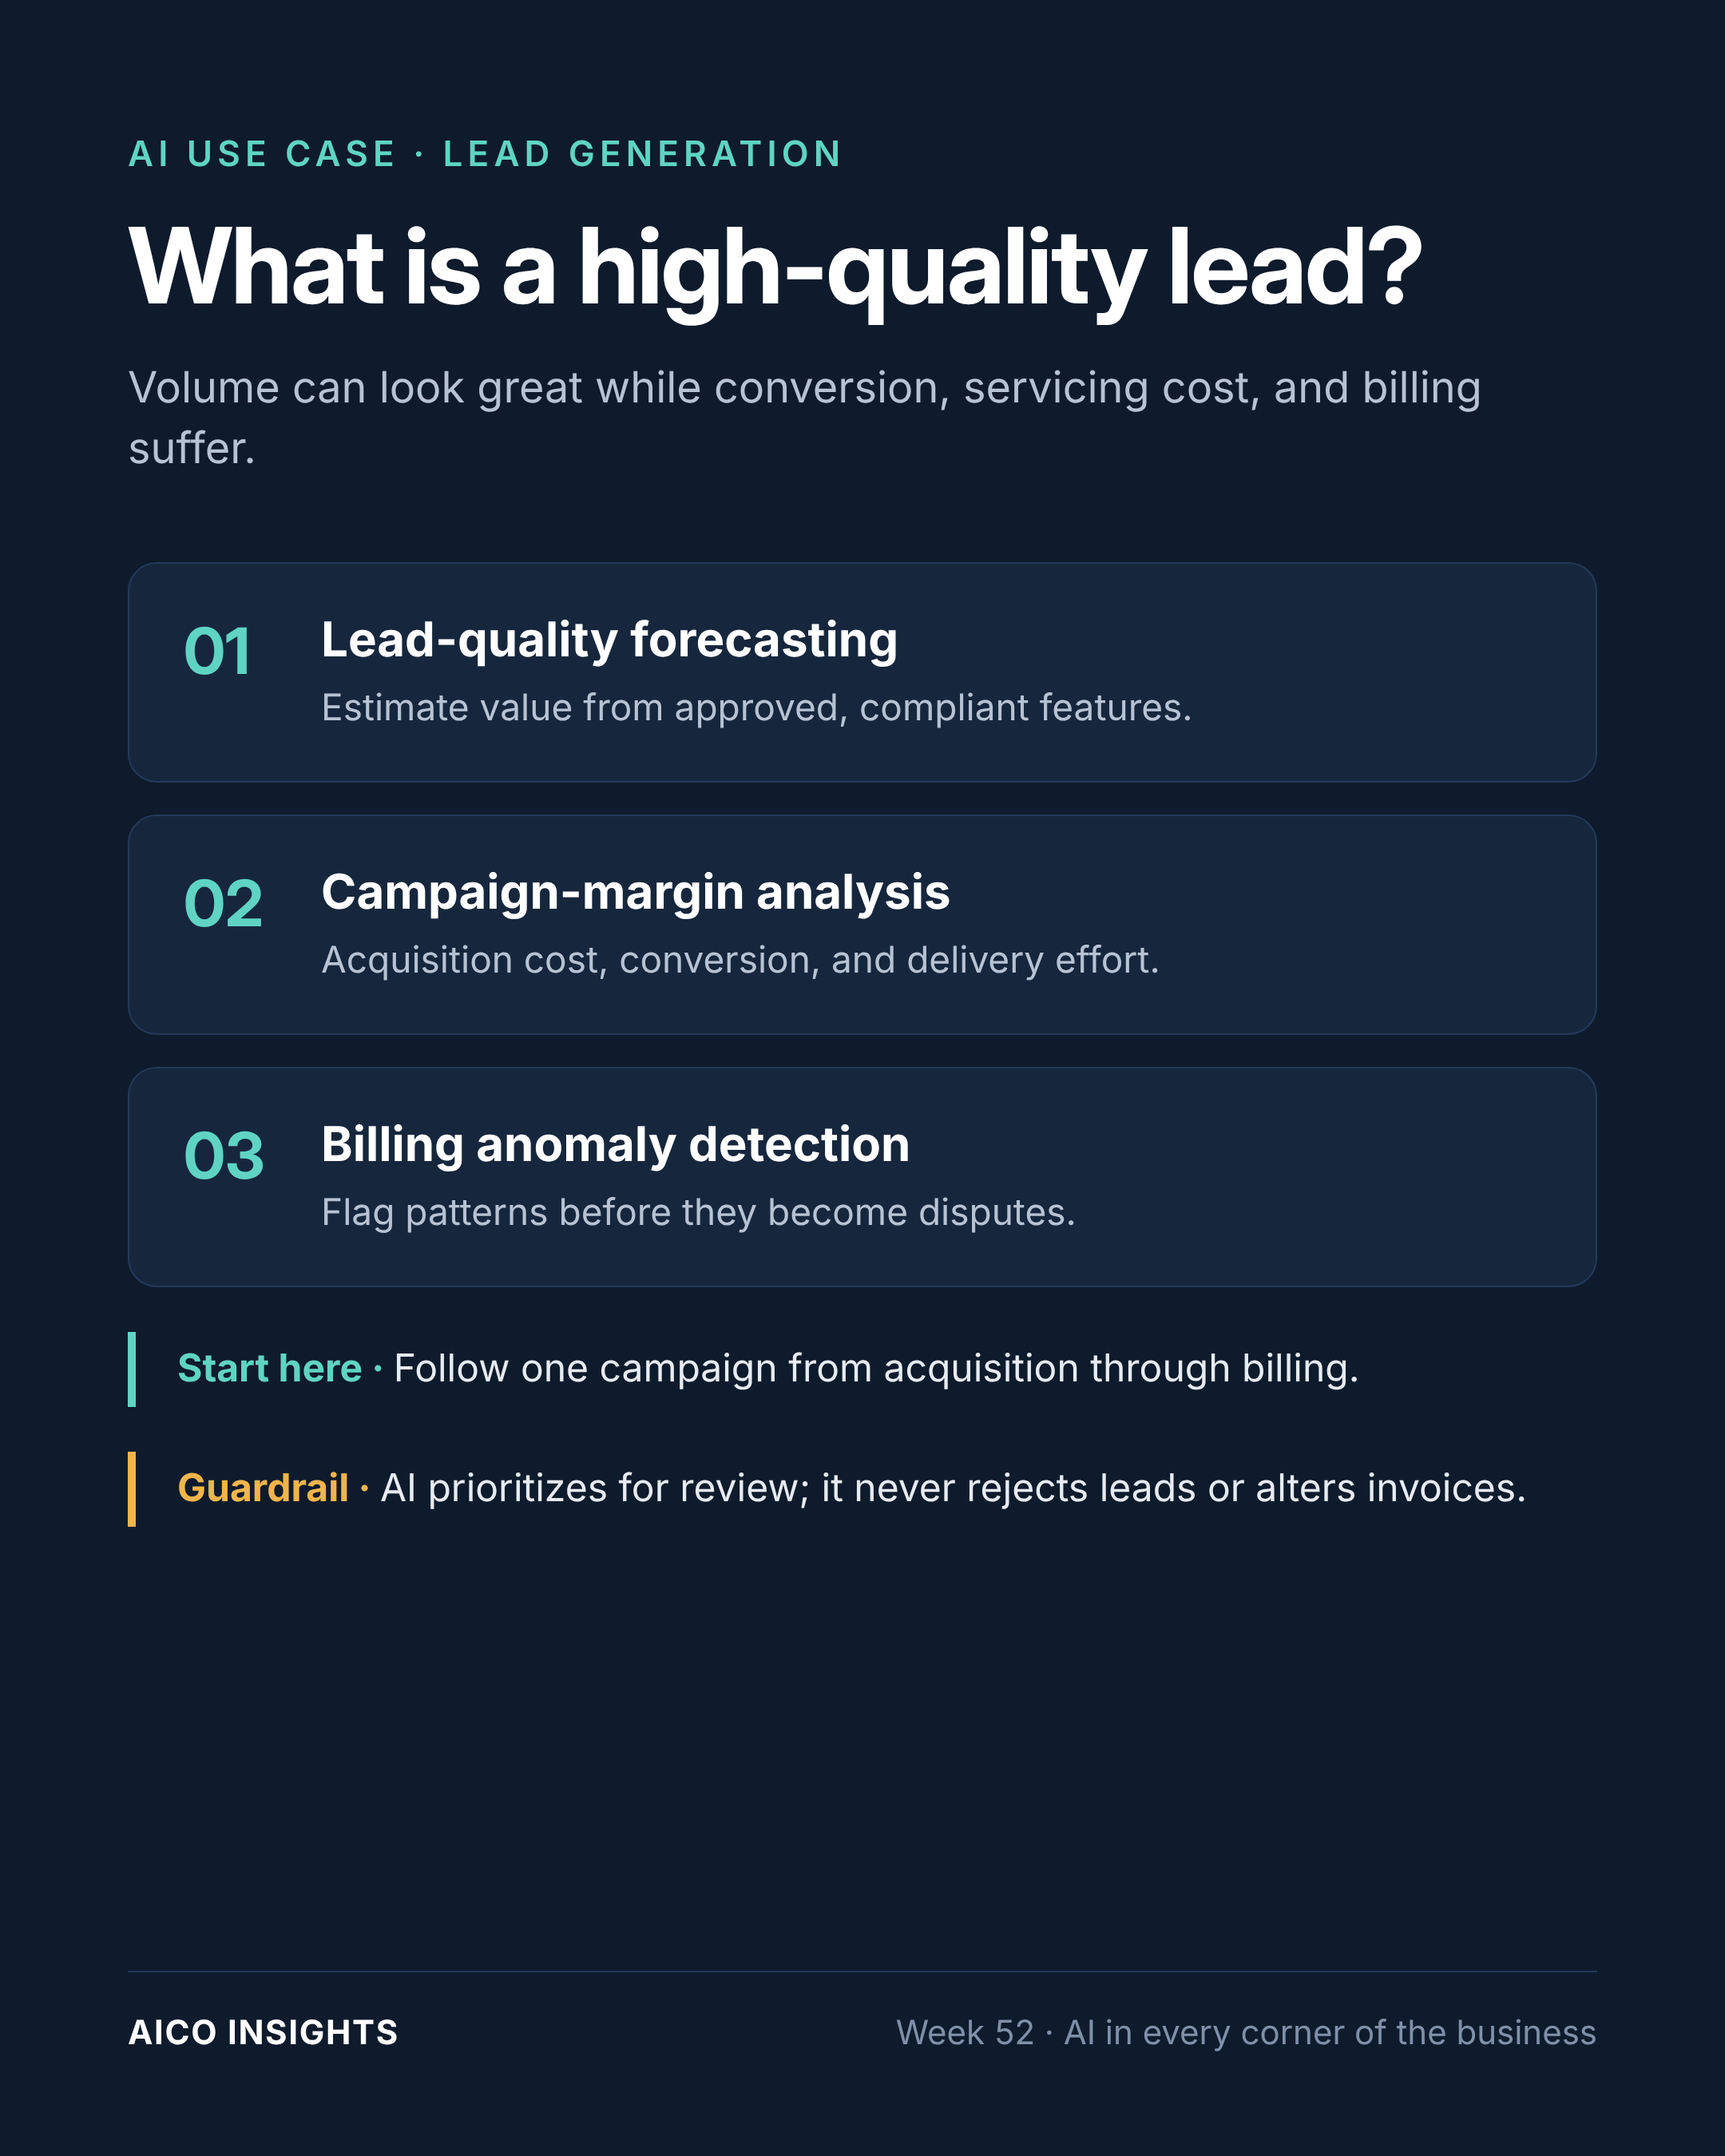 AI USE CASE · LEAD GENERATION
What is a high-quality lead?
Volume can look great while conversion, servicing cost, and billing
suffer.
01
Lead-quality forecasting
Estimate value from approved, compliant features.
02
Campaign-margin analysis
Acquisition cost, conversion, and delivery effort.
03
Billing anomaly detection
Flag patterns before they become disputes.
Start here · Follow one campaign from acquisition through billing.
Guardrail · AI prioritizes for review; it never rejects leads or alters invoices.
AICO INSIGHTS
Week 52 · AI in every corner of the business